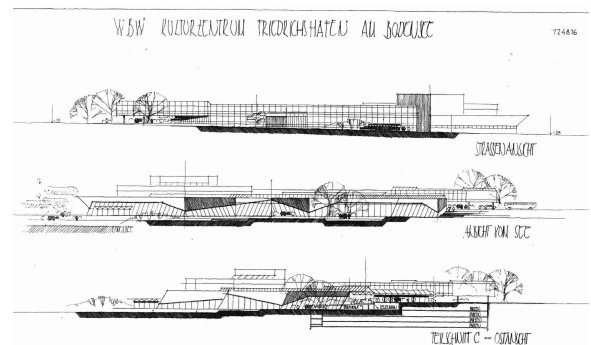 WBW KULTURZENTRUM FRIEDRICHSHAFEN AM BODENSEE
724816
STRASSENANSICHT
ANSICHT VOM SEE
TEILSCHNITT C — OSTANSICHT